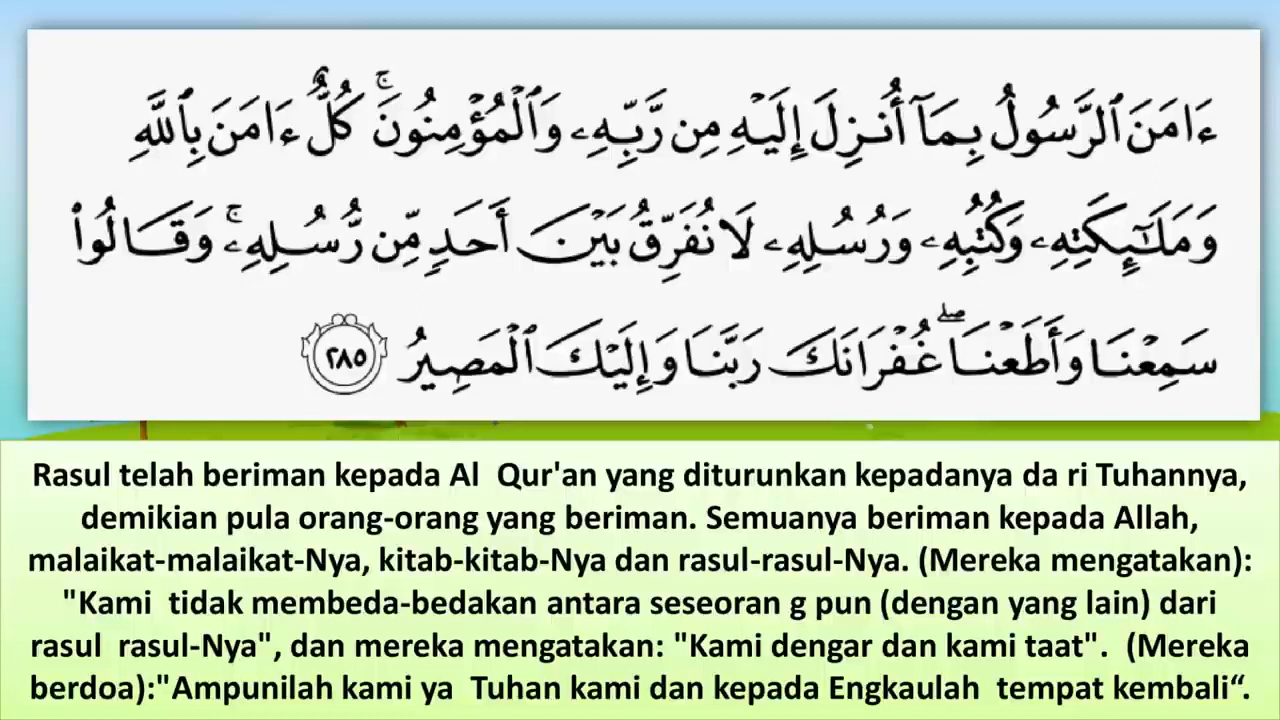 ءَامَنَ ٱلرَّسُولُ بِمَآ أُنزِلَ إِلَيْهِ مِن رَّبِّهِۦ وَٱلْمُؤْمِنُونَ ۚ كُلٌّ ءَامَنَ بِٱللَّهِ
وَمَلَـٰٓئِكَتِهِۦ وَكُتُبِهِۦ وَرُسُلِهِۦ لَا نُفَرِّقُ بَيْنَ أَحَدٍ مِّن رُّسُلِهِۦ ۚ وَقَالُوا۟
سَمِعْنَا وَأَطَعْنَا ۖ غُفْرَانَكَ رَبَّنَا وَإِلَيْكَ ٱلْمَصِيرُ ٢٨٥
Rasul telah beriman kepada Al  Qur'an yang diturunkan kepadanya da ri Tuhannya,
demikian pula orang-orang yang beriman. Semuanya beriman kepada Allah,
malaikat-malaikat-Nya, kitab-kitab-Nya dan rasul-rasul-Nya. (Mereka mengatakan):
"Kami  tidak membeda-bedakan antara seseoran g pun (dengan yang lain) dari
rasul  rasul-Nya", dan mereka mengatakan: "Kami dengar dan kami taat".  (Mereka
berdoa):"Ampunilah kami ya  Tuhan kami dan kepada Engkaulah  tempat kembali“.